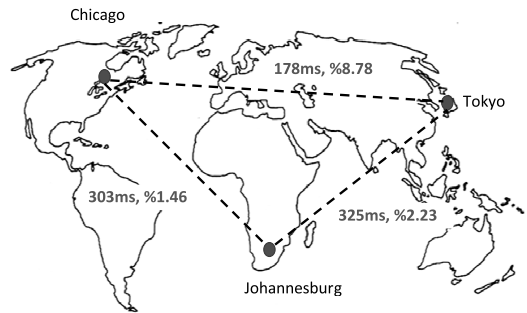 Chicago
178ms, %8.78
Tokyo
303ms, %1.46
325ms, %2.23
Johannesburg